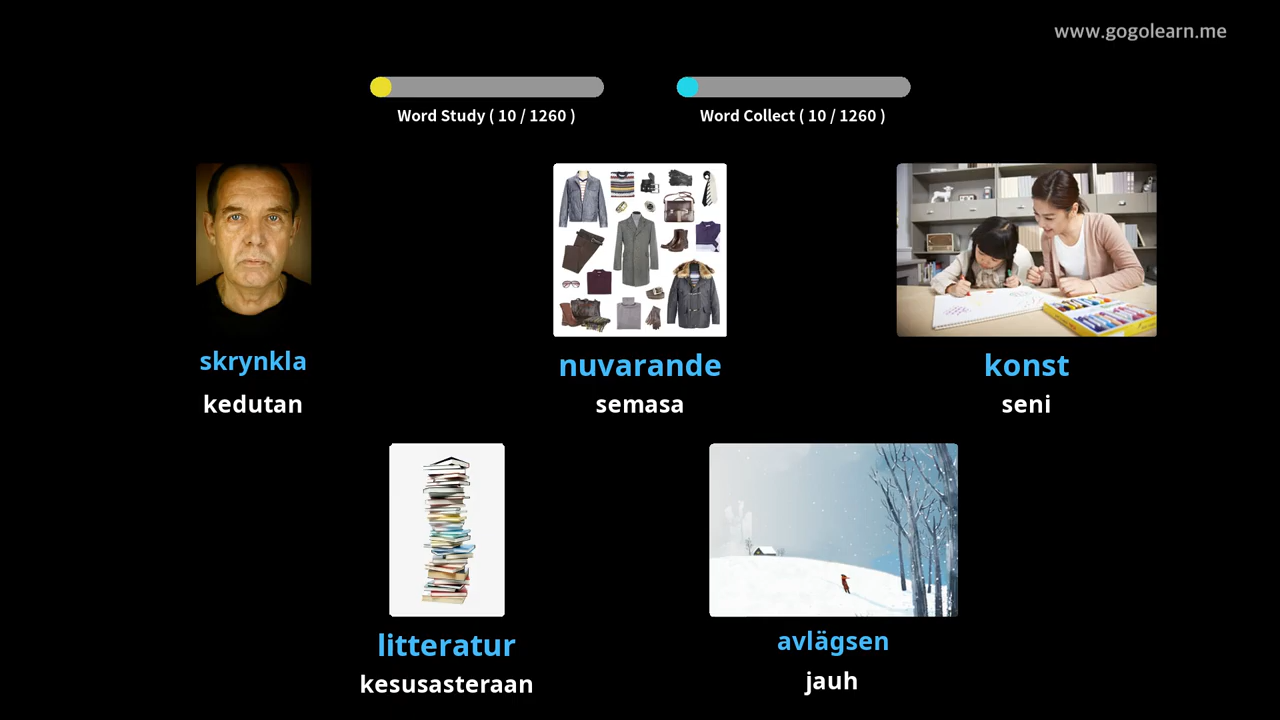 www.gogolearn.me
Word Study ( 10 / 1260 )
Word Collect ( 10 / 1260 )
skrynkla
kedutan
nuvarande
semasa
konst
seni
litteratur
kesusasteraan
avlägsen
jauh